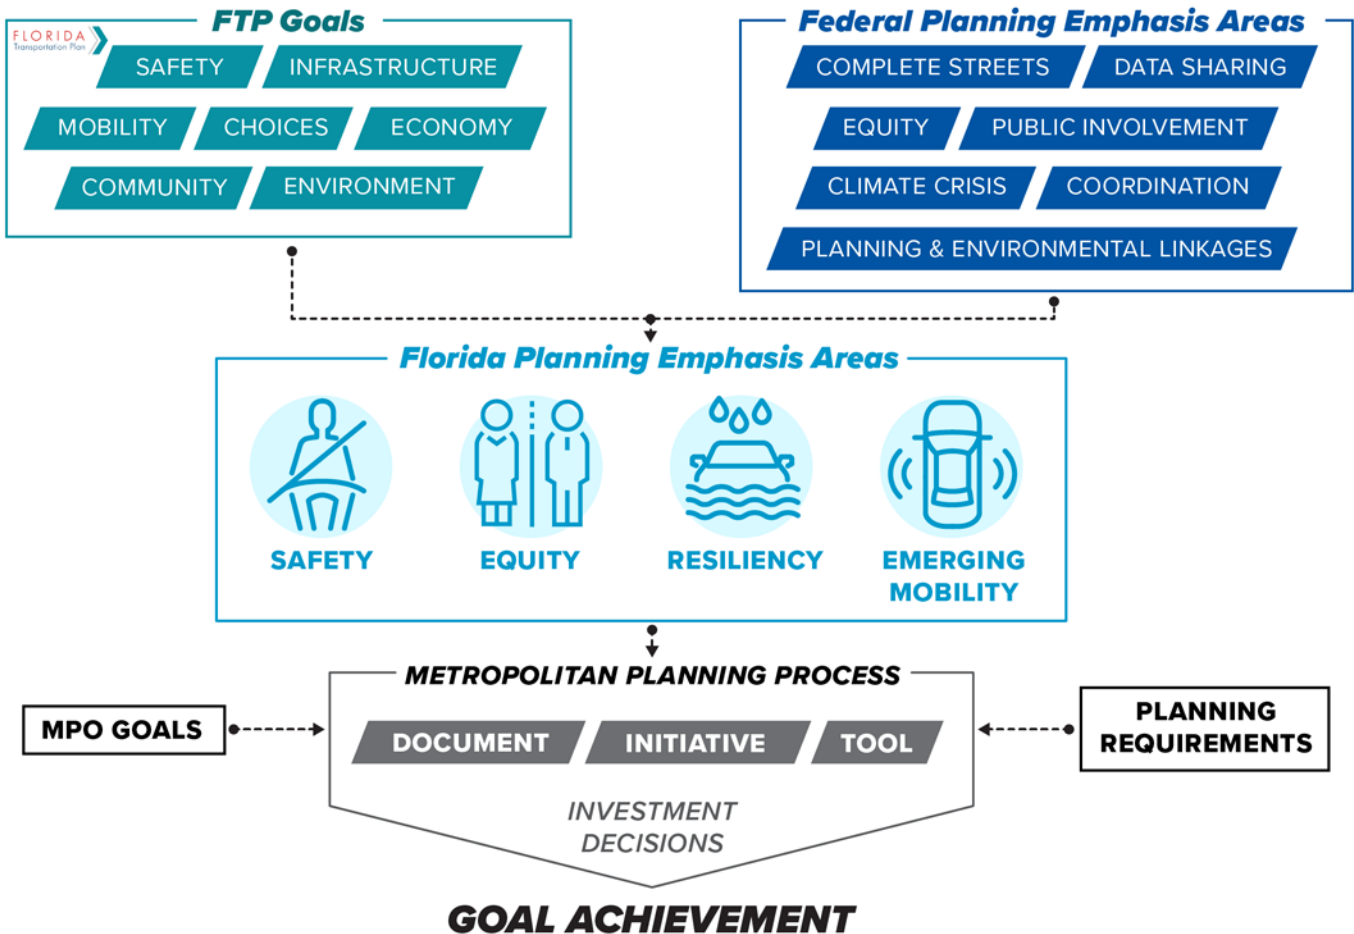 FTP Goals
FLORIDA
Transportation Plan
SAFETY
INFRASTRUCTURE
MOBILITY
CHOICES
ECONOMY
COMMUNITY
ENVIRONMENT
Federal Planning Emphasis Areas
COMPLETE STREETS
DATA SHARING
EQUITY
PUBLIC INVOLVEMENT
CLIMATE CRISIS
COORDINATION
PLANNING & ENVIRONMENTAL LINKAGES
Florida Planning Emphasis Areas
SAFETY
EQUITY
RESILIENCY
EMERGING
MOBILITY
METROPOLITAN PLANNING PROCESS
MPO GOALS
DOCUMENT
INITIATIVE
TOOL
PLANNING
REQUIREMENTS
INVESTMENT
DECISIONS
GOAL ACHIEVEMENT